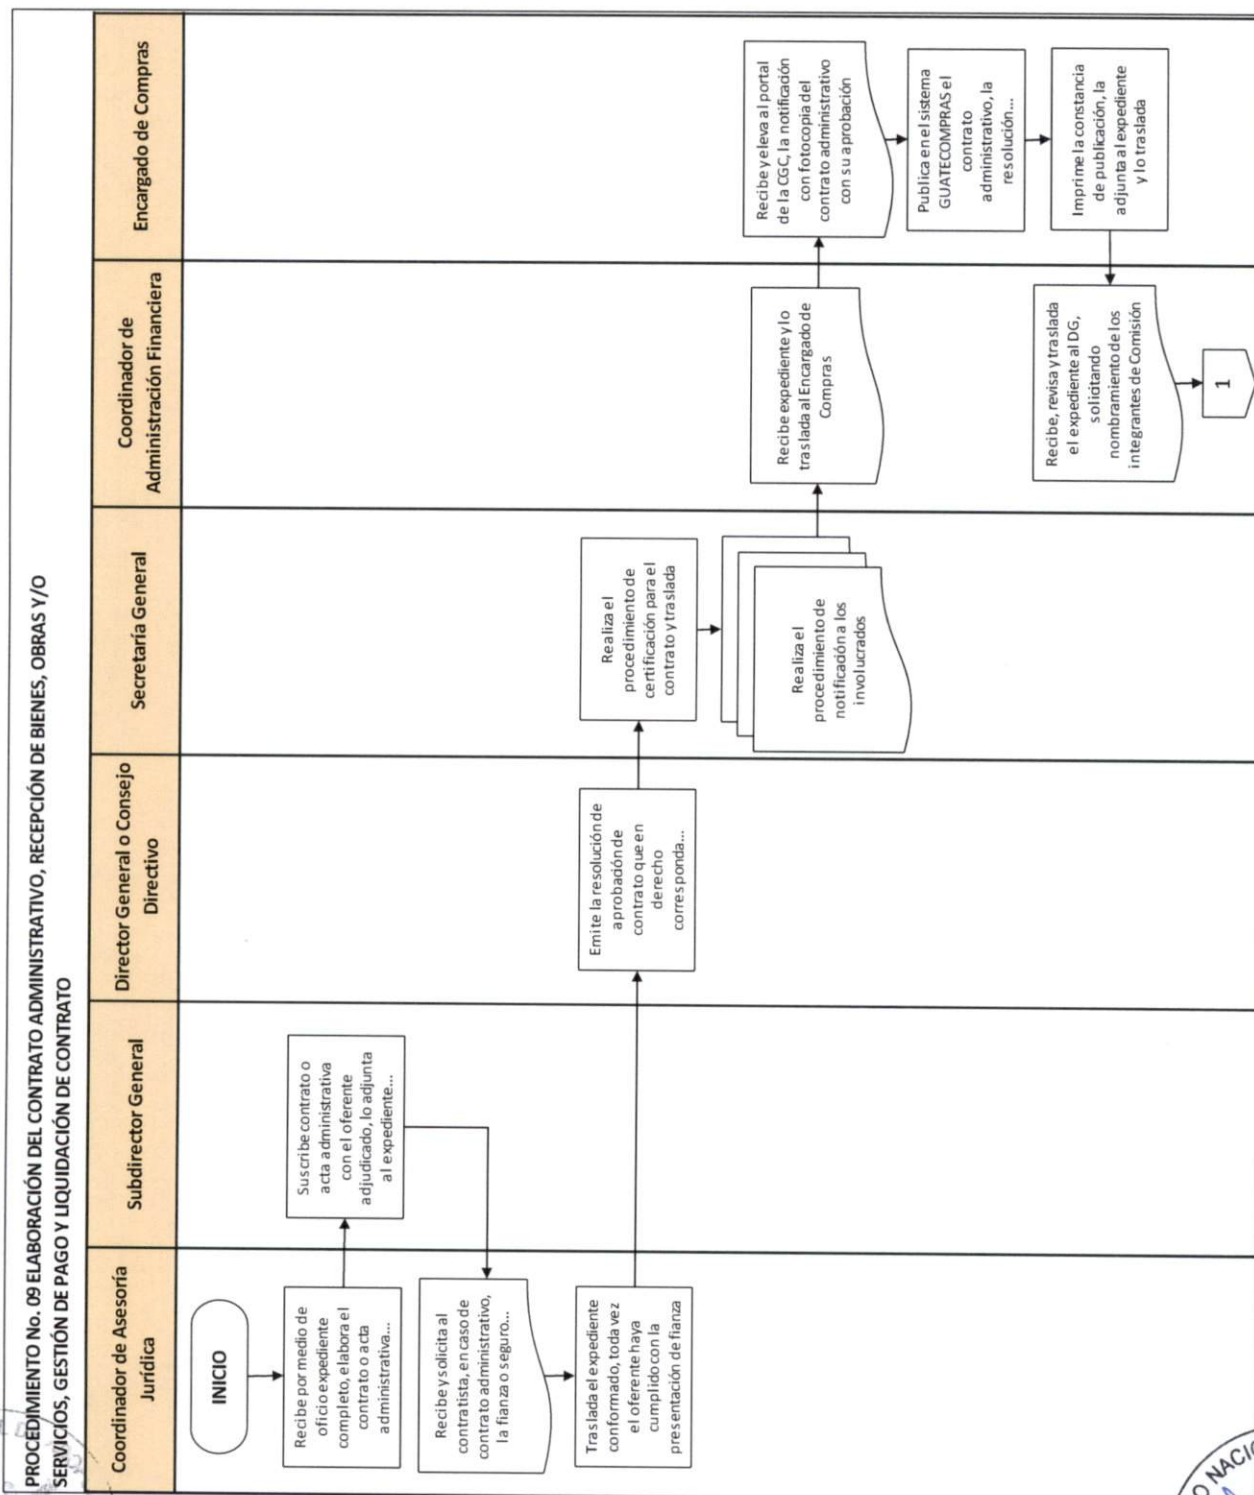 PROCEDIMIENTO No. 09 ELABORACIÓN DEL CONTRATO ADMINISTRATIVO, RECEPCIÓN DE BIENES, OBRAS Y/O
SERVICIOS, GESTIÓN DE PAGO Y LIQUIDACIÓN DE CONTRATO
Coordinador de Asesoría
Jurídica
Subdirector General
Director General o Consejo
Directivo
Secretaría General
Coordinador de
Administración Financiera
Encargado de Compras
INICIO
Recibe por medio de
oficio expediente
completo, elabora el
contrato o acta
administrativa...
Suscribe contrato o
acta administrativa
con el oferente
adjudicado, lo adjunta
al expediente...
Recibe y solicita al
contratista, en caso de
contrato administrativo,
la fianza o seguro...
Traslada el expediente
conformado, toda vez
el oferente haya
cumplido con la
presentación de fianza
Emite la resolución de
aprobación de
contrato que en
derecho
corresponda...
Realiza el
procedimiento de
certificación para el
contrato y traslada
Realiza el
procedimiento de
notificación a los
involucrados
Recibe expediente y lo
traslada al Encargado de
Compras
Recibe y eleva al portal
de la CGC, la notificación
con fotocopia del
contrato administrativo
con su aprobación
Publica en el sistema
GUATECOMPRAS el
contrato
administrativo, la
resolución...
Imprime la constancia
de publicación, la
adjunta al expediente
y lo traslada
Recibe, revisa y traslada
el expediente al DG,
solicitando
nombramiento de los
integrantes de Comisión
1
O NACIO